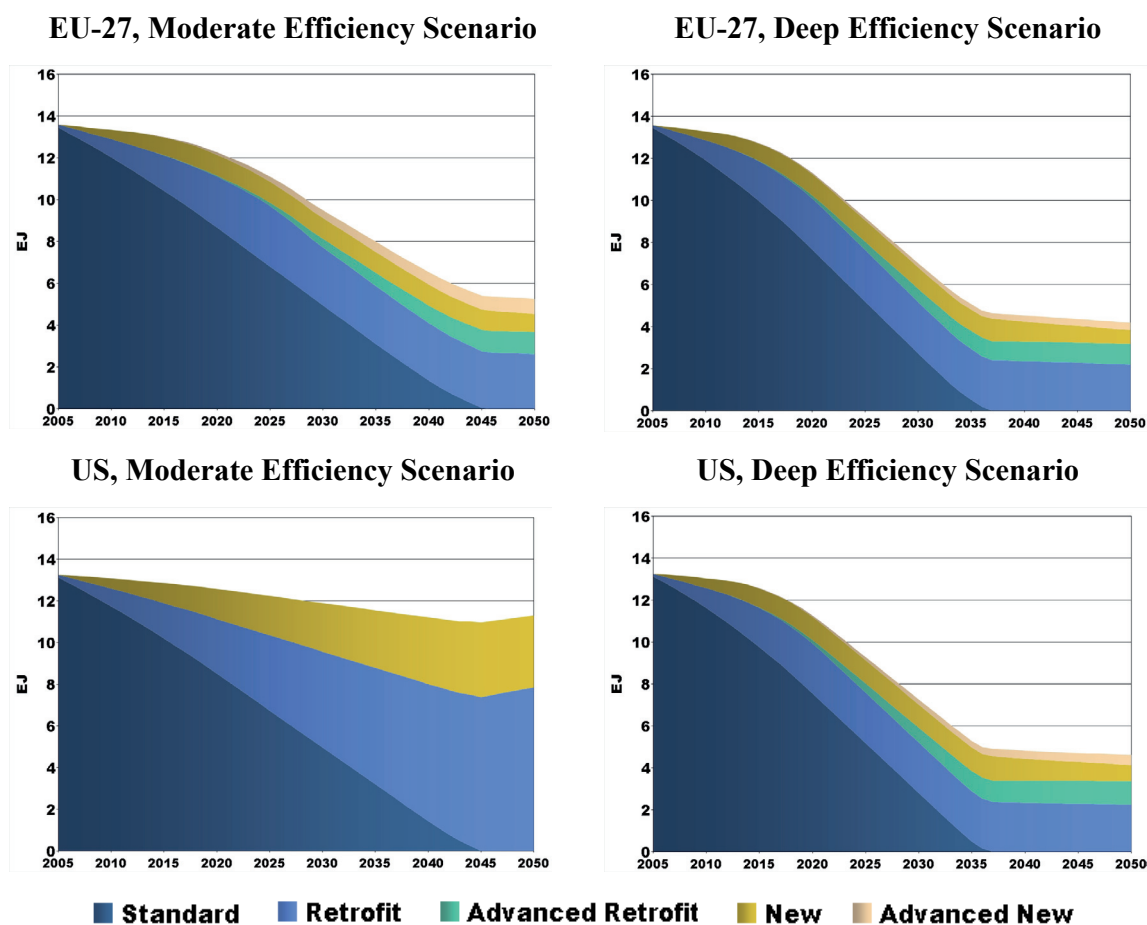 EU-27, Moderate Efficiency Scenario
EU-27, Deep Efficiency Scenario
16
14
12
10
8
6
4
2
0
EJ
2005 2010 2015 2020 2025 2030 2035 2040 2045 2050
16
14
12
10
8
6
4
2
0
EJ
2005 2010 2015 2020 2025 2030 2035 2040 2045 2050
US, Moderate Efficiency Scenario
US, Deep Efficiency Scenario
16
14
12
10
8
6
4
2
0
EJ
2005 2010 2015 2020 2025 2030 2035 2040 2045 2050
16
14
12
10
8
6
4
2
0
EJ
2005 2010 2015 2020 2025 2030 2035 2040 2045 2050
Standard Retrofit Advanced Retrofit New Advanced New